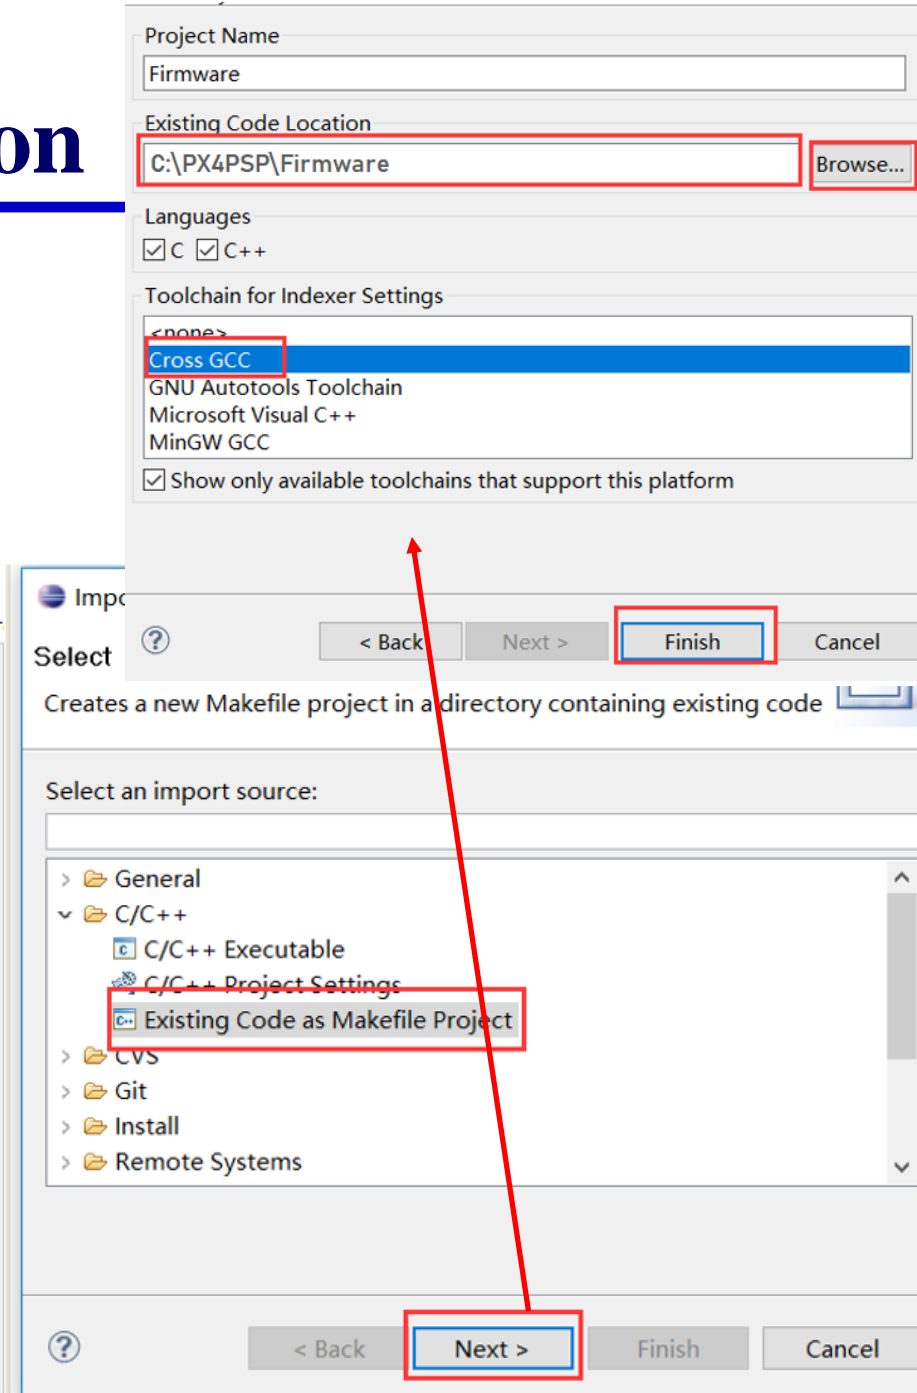 on
Project Name
Firmware
Existing Code Location
C:\PX4PSP\Firmware
Browse...
Languages
C C++
Toolchain for Indexer Settings
<none>
Cross GCC
GNU Autotools Toolchain
Microsoft Visual C++
MinGW GCC
Show only available toolchains that support this platform
< Back Next > Finish Cancel
Impo
Select
Creates a new Makefile project in a directory containing existing code
Select an import source:
General
C/C++
C/C++ Executable
C/C++ Project Settings
Existing Code as Makefile Project
CVS
Git
Install
Remote Systems
< Back Next > Finish Cancel